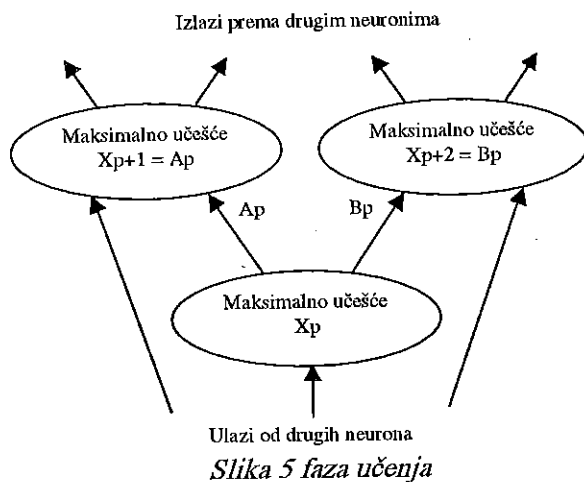 Izlazi prema drugim neuronima
Maksimalno učešće
Xp+1 = Ap
Maksimalno učešće
Xp+2 = Bp
Ap
Bp
Maksimalno učešće
Xp
Ulazi od drugih neurona
Slika 5 faza učenja